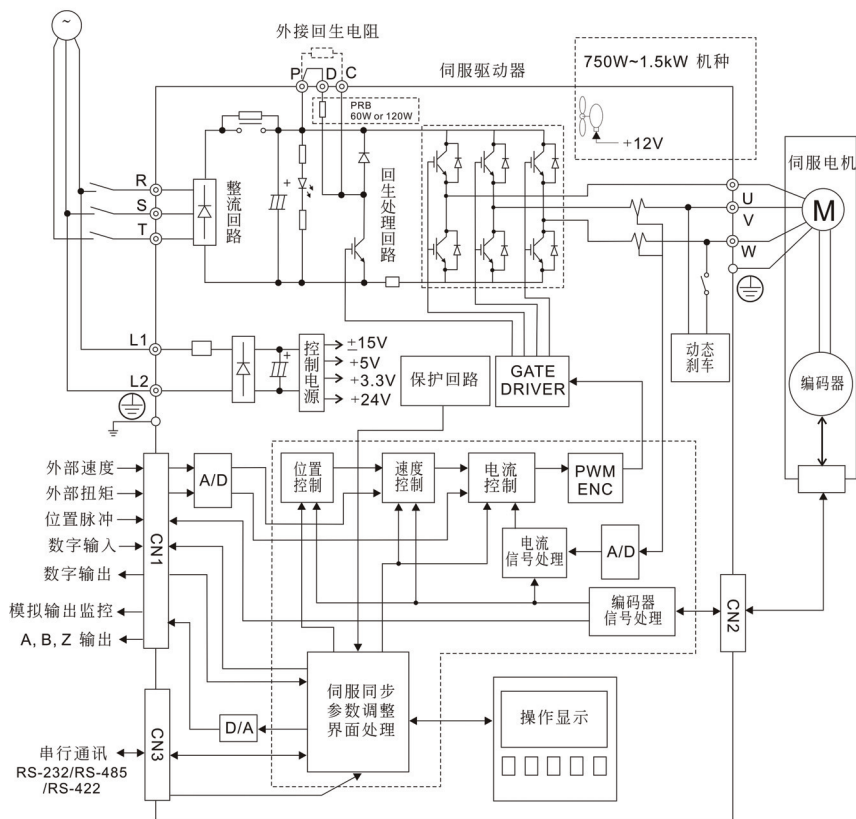 ~
外接回生电阻
P
D
C
伺服驱动器
750W~1.5kW 机种
PRB
60W or 120W
+12V
伺服电机
R
S
T
整流回路
+
回生处理回路
U
V
W
M
L1
L2
+
控制电源
±15V
+5V
+3.3V
+24V
保护回路
GATE
DRIVER
动态
刹车
编码器
外部速度
外部扭矩
位置脉冲
数字输入
数字输出
模拟输出监控
A, B, Z 输出
CN1
A/D
位置
控制
速度
控制
电流
控制
PWM
ENC
电流
信号处理
A/D
编码器
信号处理
CN2
伺服同步
参数调整
界面处理
D/A
操作显示
CN3
串行通讯
RS-232/RS-485
/RS-422